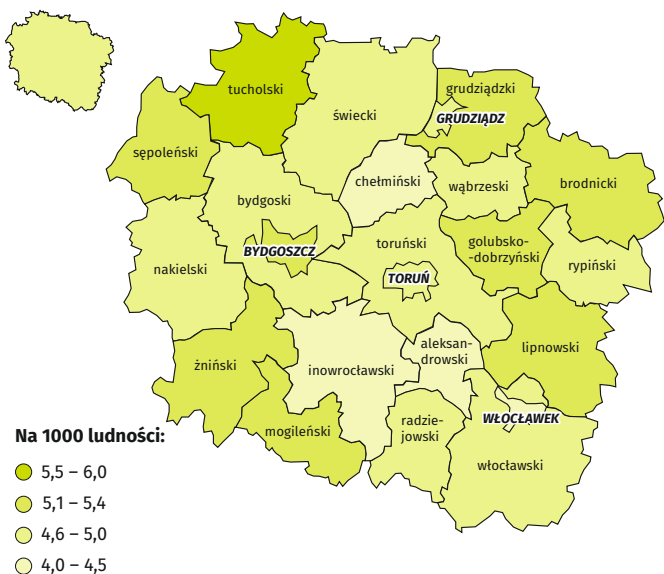 tucholski
grudziądzki
świecki
GRUDZIĄDZ
sępoleński
chełmiński
wąbrzeski
brodnicki
bydgoski
toruński
golubsko-
-dobrzyński
BYDGOSZCZ
nakielski
TORUŃ
rypiński
aleksan-
drowski
lipnowski
żniński
inowrocławski
mogileński
radzie-
jowski
WŁOCŁAWEK
włocławski
Na 1000 ludności:
5,5 – 6,0
5,1 – 5,4
4,6 – 5,0
4,0 – 4,5